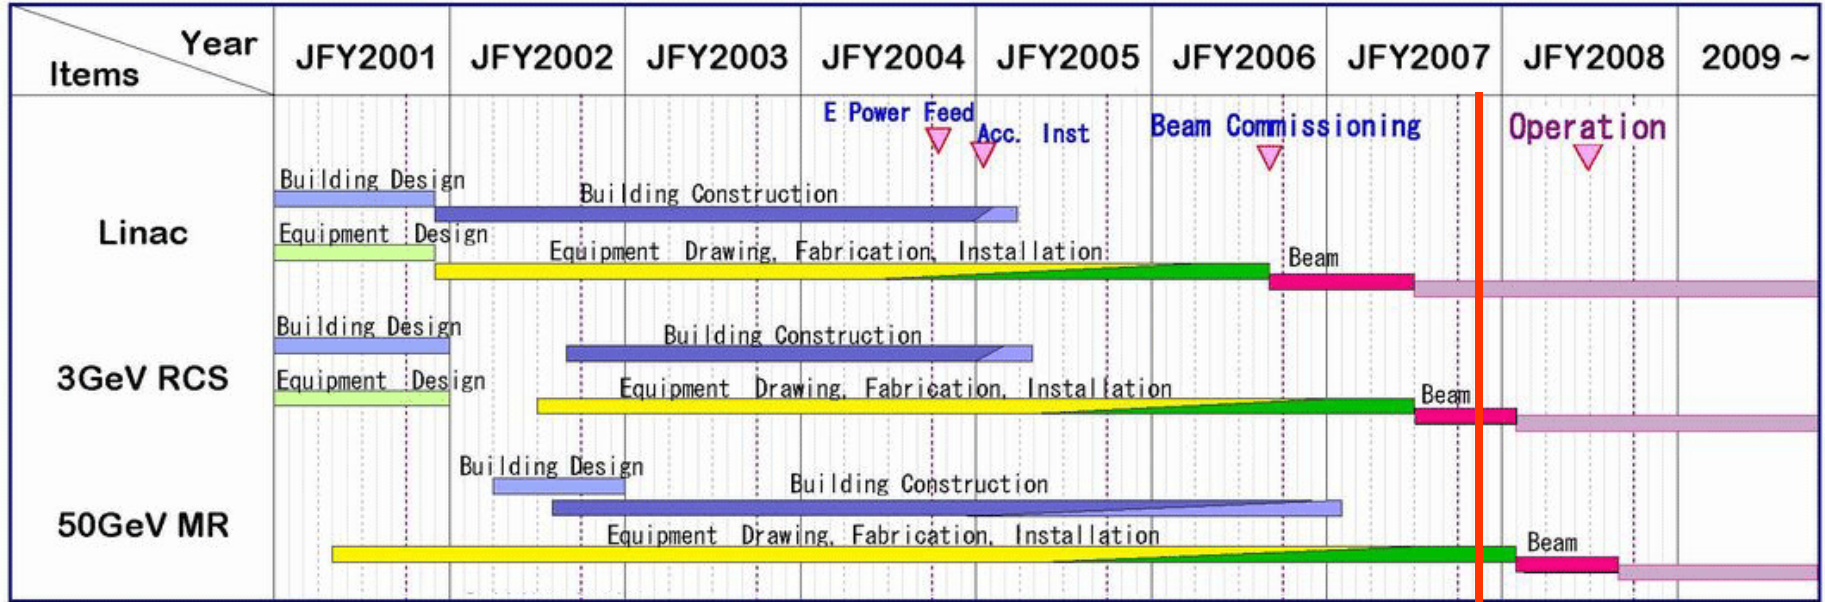 Year
Items
JFY2001 JFY2002 JFY2003 JFY2004 JFY2005 JFY2006 JFY2007 JFY2008 2009 ~
E Power Feed
Acc. Inst
Beam Commissioning
Operation
Linac
Building Design
Building Construction
Equipment Design
Equipment Drawing, Fabrication, Installation
Beam
3GeV RCS
Building Design
Building Construction
Equipment Design
Equipment Drawing, Fabrication, Installation
Beam
50GeV MR
Building Design
Building Construction
Equipment Drawing, Fabrication, Installation
Beam